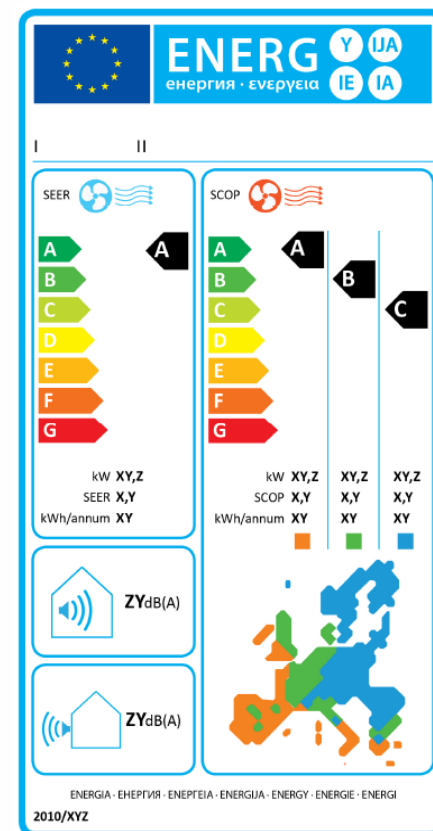 ENERG Y IJA
енергия · ενεργεια IE IA
I II
SEER
A A
B
C
D
E
F
G
kW XY,Z
SEER X,Y
kWh/annum XY
SCOP
A A
B B
C C
D
E
F
G
kW XY,Z XY,Z XY,Z
SCOP X,Y X,Y X,Y
kWh/annum XY XY XY
ZYdB(A)
ZYdB(A)
ENERGIA · ЕНЕРГИЯ · ΕΝΕΡΓΕΙΑ · ENERGIJA · ENERGY · ENERGIE · ENERGI
2010/XYZ